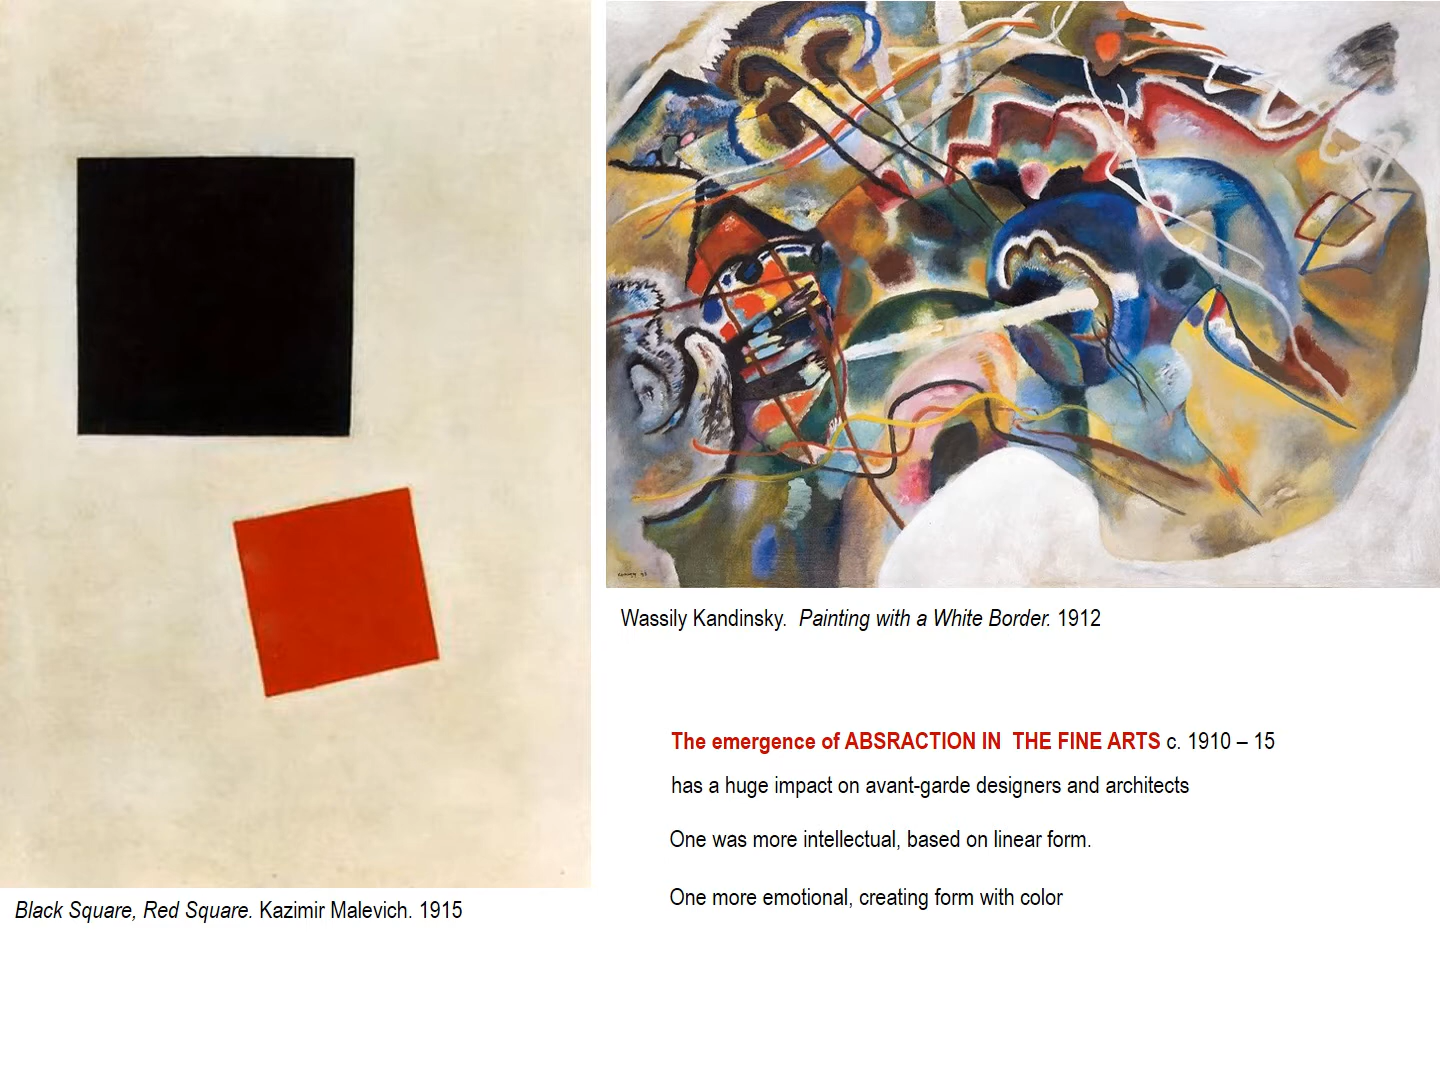 Wassily Kandinsky.  Painting with a White Border. 1912
The emergence of ABSRACTION IN  THE FINE ARTS c. 1910 – 15
has a huge impact on avant-garde designers and architects
One was more intellectual, based on linear form.
One more emotional, creating form with color
Black Square, Red Square. Kazimir Malevich. 1915